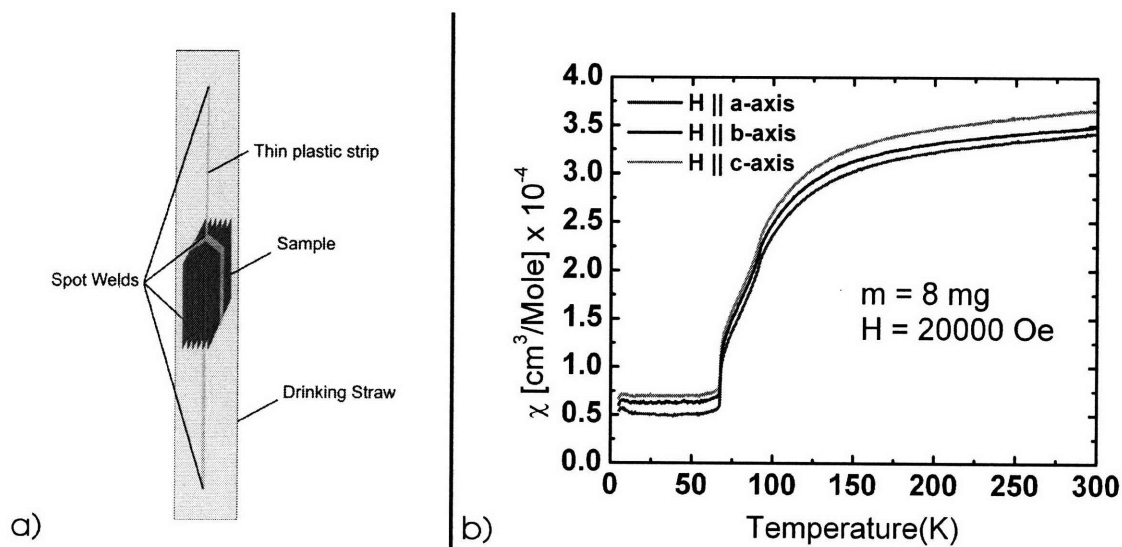 Thin plastic strip
Sample
Spot Welds
Drinking Straw
a)
4.0
3.5
3.0
2.5
2.0
1.5
1.0
0.5
0.0
χ [cm³/Mole] x 10⁻⁴
H || a-axis
H || b-axis
H || c-axis
m = 8 mg
H = 20000 Oe
0 50 100 150 200 250 300
Temperature(K)
b)